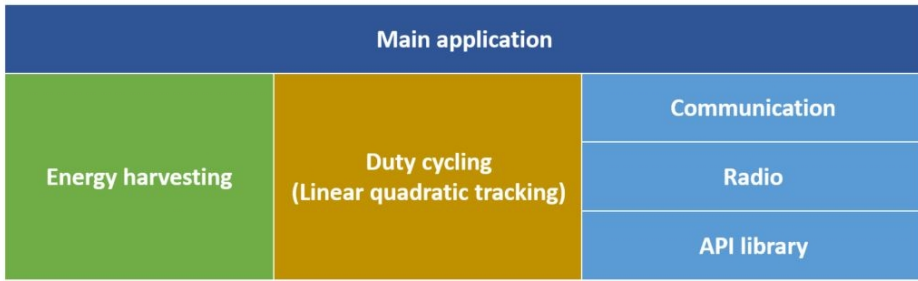 Main application
Energy harvesting
Duty cycling
(Linear quadratic tracking)
Communication
Radio
API library